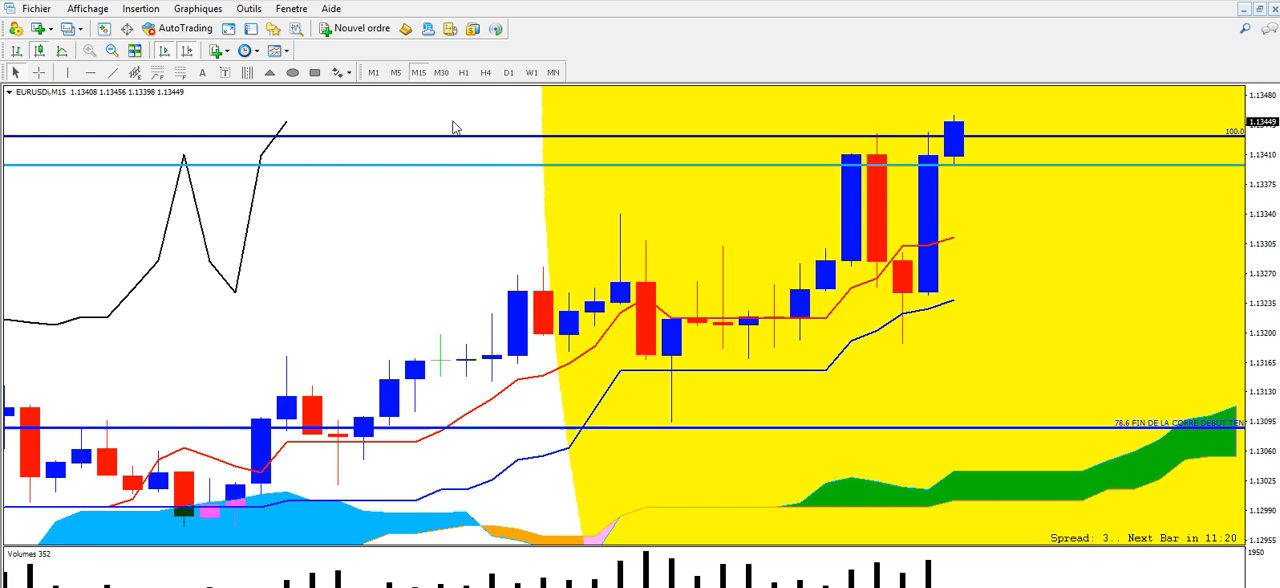 Fichier Affichage Insertion Graphiques Outils Fenetre Aide
AutoTrading Nouvel ordre
A T M1 M5 M15 M30 H1 H4 D1 W1 MN
EURUSDi,M15 1.13408 1.13456 1.13398 1.13449
1.13480
1.13449
100.0
1.13410
1.13375
1.13340
1.13305
1.13270
1.13235
1.13200
1.13165
1.13130
78.6 FIN DE LA CORRE DEBUT TEN
1.13095
1.13060
1.13025
1.12990
Spread: 3.. Next Bar in 11:20
1.12955
Volumes 352
1950